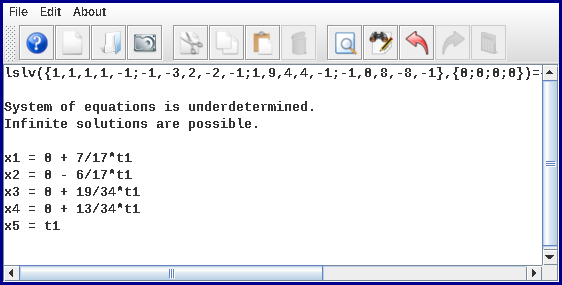 File Edit About
lslv({1,1,1,1,-1;-1,-3,2,-2,-1;1,9,4,4,-1;-1,0,8,-8,-1},{0;0;0;0})=
System of equations is underdetermined.
Infinite solutions are possible.
x1 = 0 + 7/17*t1
x2 = 0 - 6/17*t1
x3 = 0 + 19/34*t1
x4 = 0 + 13/34*t1
x5 = t1